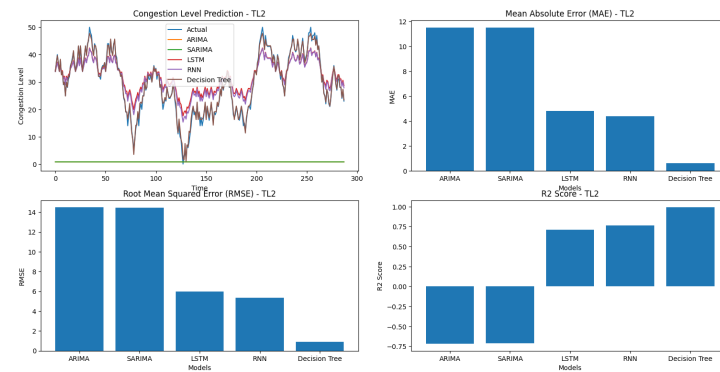 Congestion Level Prediction - TL2
Congestion Level
50
40
30
20
10
0
0
50
100
150
200
250
300
Time
Actual
ARIMA
SARIMA
LSTM
RNN
Decision Tree
Mean Absolute Error (MAE) - TL2
MAE
12
10
8
6
4
2
0
ARIMA
SARIMA
LSTM
RNN
Decision Tree
Models
Root Mean Squared Error (RMSE) - TL2
RMSE
14
12
10
8
6
4
2
0
ARIMA
SARIMA
LSTM
RNN
Decision Tree
Models
R2 Score - TL2
R2 Score
1.00
0.75
0.50
0.25
0.00
−0.25
−0.50
−0.75
ARIMA
SARIMA
LSTM
RNN
Decision Tree
Models